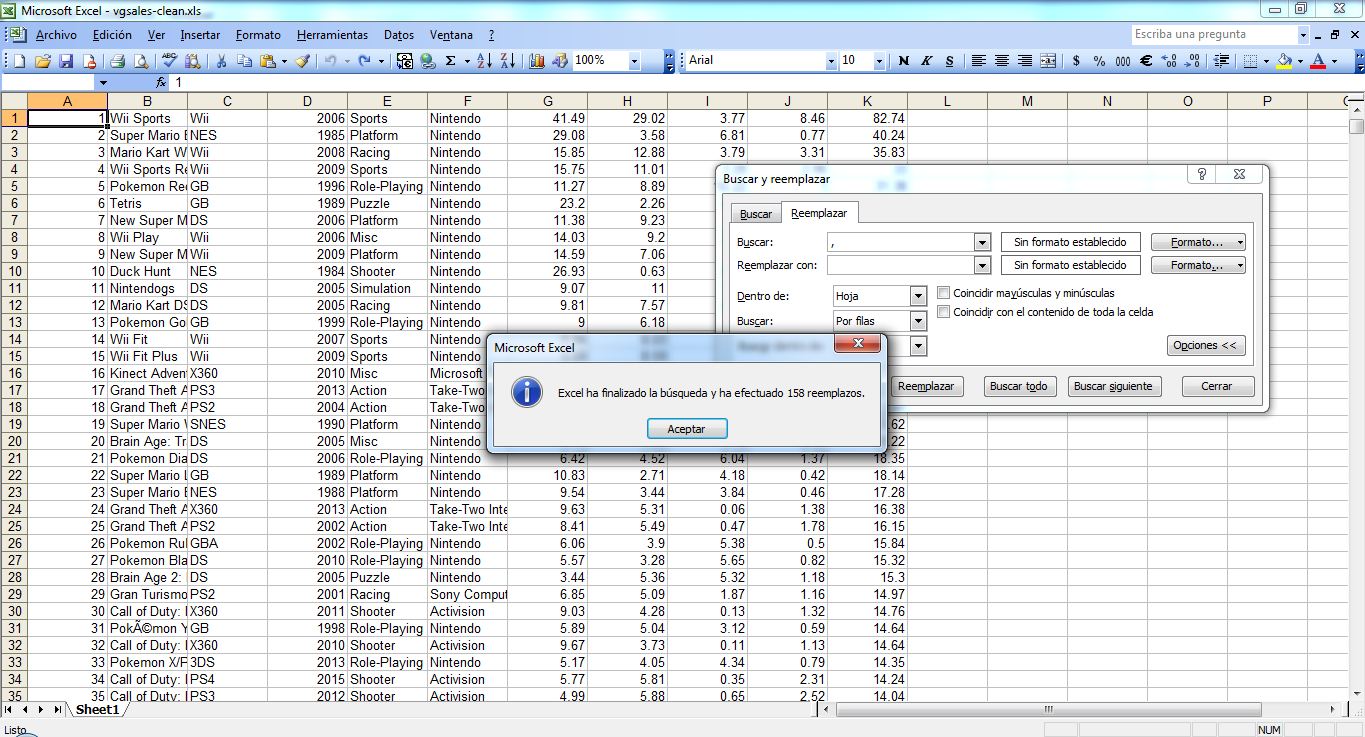 Microsoft Excel - vgsales-clean.xls
Archivo Edición Ver Insertar Formato Herramientas Datos Ventana ? Escriba una pregunta
100% Arial 10 N K S $ % 000 €
fx 1
A B C D E F G H I J K L M N O P
1 1 Wii Sports Wii 2006 Sports Nintendo 41.49 29.02 3.77 8.46 82.74
2 2 Super Mario B NES 1985 Platform Nintendo 29.08 3.58 6.81 0.77 40.24
3 3 Mario Kart W Wii 2008 Racing Nintendo 15.85 12.88 3.79 3.31 35.83
4 4 Wii Sports Re Wii 2009 Sports Nintendo 15.75 11.01
5 5 Pokemon Red GB 1996 Role-Playing Nintendo 11.27 8.89
6 6 Tetris GB 1989 Puzzle Nintendo 23.2 2.26
7 7 New Super M DS 2006 Platform Nintendo 11.38 9.23
8 8 Wii Play Wii 2006 Misc Nintendo 14.03 9.2
9 9 New Super M Wii 2009 Platform Nintendo 14.59 7.06
10 10 Duck Hunt NES 1984 Shooter Nintendo 26.93 0.63
11 11 Nintendogs DS 2005 Simulation Nintendo 9.07 11
12 12 Mario Kart DS DS 2005 Racing Nintendo 9.81 7.57
13 13 Pokemon Go GB 1999 Role-Playing Nintendo 9 6.18
14 14 Wii Fit Wii 2007 Sports Nintendo
15 15 Wii Fit Plus Wii 2009 Sports Nintendo
16 16 Kinect Adven X360 2010 Misc Microsoft
17 17 Grand Theft A PS3 2013 Action Take-Two
18 18 Grand Theft A PS2 2004 Action Take-Two
19 19 Super Mario W SNES 1990 Platform Nintendo .62
20 20 Brain Age: Tr DS 2005 Misc Nintendo .22
21 21 Pokemon Dia DS 2006 Role-Playing Nintendo 6.42 4.52 6.04 1.37 18.35
22 22 Super Mario L GB 1989 Platform Nintendo 10.83 2.71 4.18 0.42 18.14
23 23 Super Mario B NES 1988 Platform Nintendo 9.54 3.44 3.84 0.46 17.28
24 24 Grand Theft A X360 2013 Action Take-Two Inte 9.63 5.31 0.06 1.38 16.38
25 25 Grand Theft A PS2 2002 Action Take-Two Inte 8.41 5.49 0.47 1.78 16.15
26 26 Pokemon Rul GBA 2002 Role-Playing Nintendo 6.06 3.9 5.38 0.5 15.84
27 27 Pokemon Bla DS 2010 Role-Playing Nintendo 5.57 3.28 5.65 0.82 15.32
28 28 Brain Age 2: DS 2005 Puzzle Nintendo 3.44 5.36 5.32 1.18 15.3
29 29 Gran Turismo PS2 2001 Racing Sony Comput 6.85 5.09 1.87 1.16 14.97
30 30 Call of Duty: X360 2011 Shooter Activision 9.03 4.28 0.13 1.32 14.76
31 31 PokÃ©mon Y GB 1998 Role-Playing Nintendo 5.89 5.04 3.12 0.59 14.64
32 32 Call of Duty: X360 2010 Shooter Activision 9.67 3.73 0.11 1.13 14.64
33 33 Pokemon X/P 3DS 2013 Role-Playing Nintendo 5.17 4.05 4.34 0.79 14.35
34 34 Call of Duty: PS4 2015 Shooter Activision 5.77 5.81 0.35 2.31 14.24
35 35 Call of Duty: PS3 2012 Shooter Activision 4.99 5.88 0.65 2.52 14.04
Buscar y reemplazar
Buscar Reemplazar
Buscar: , Sin formato establecido Formato...
Reemplazar con: Sin formato establecido Formato...
Dentro de: Hoja Coincidir mayúsculas y minúsculas
Buscar: Por filas Coincidir con el contenido de toda la celda
Opciones <<
Reemplazar Buscar todo Buscar siguiente Cerrar
Microsoft Excel
Excel ha finalizado la búsqueda y ha efectuado 158 reemplazos.
Aceptar
Sheet1
Listo NUM